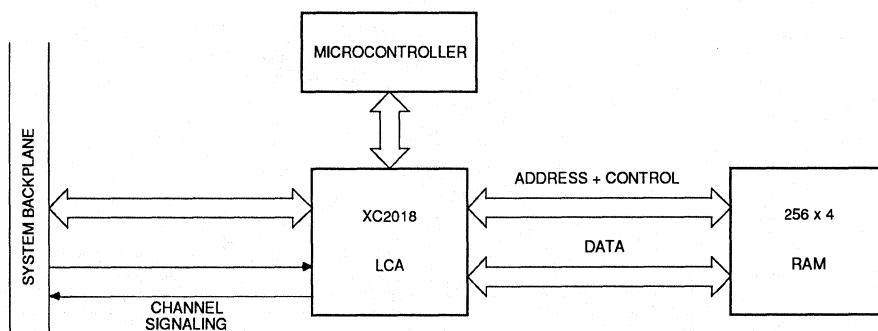 MICROCONTROLLER
SYSTEM BACKPLANE
XC2018
LCA
ADDRESS + CONTROL
DATA
256 x 4
RAM
CHANNEL
SIGNALING